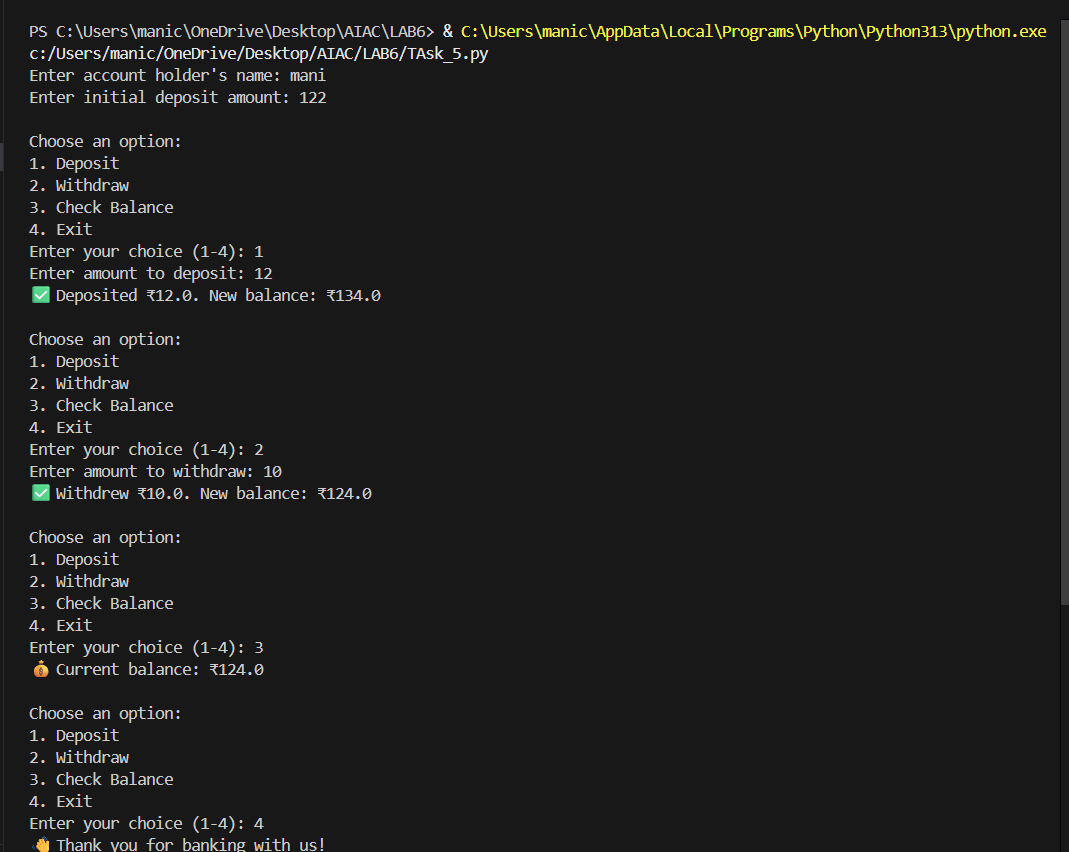 PS C:\Users\manic\OneDrive\Desktop\AIAC\LAB6> & C:\Users\manic\AppData\Local\Programs\Python\Python313\python.exe
c:/Users/manic/OneDrive/Desktop/AIAC/LAB6/TAsk_5.py
Enter account holder's name: mani
Enter initial deposit amount: 122

Choose an option:
1. Deposit
2. Withdraw
3. Check Balance
4. Exit
Enter your choice (1-4): 1
Enter amount to deposit: 12
✅ Deposited ₹12.0. New balance: ₹134.0

Choose an option:
1. Deposit
2. Withdraw
3. Check Balance
4. Exit
Enter your choice (1-4): 2
Enter amount to withdraw: 10
✅ Withdrew ₹10.0. New balance: ₹124.0

Choose an option:
1. Deposit
2. Withdraw
3. Check Balance
4. Exit
Enter your choice (1-4): 3
💰 Current balance: ₹124.0

Choose an option:
1. Deposit
2. Withdraw
3. Check Balance
4. Exit
Enter your choice (1-4): 4
👋 Thank you for banking with us!